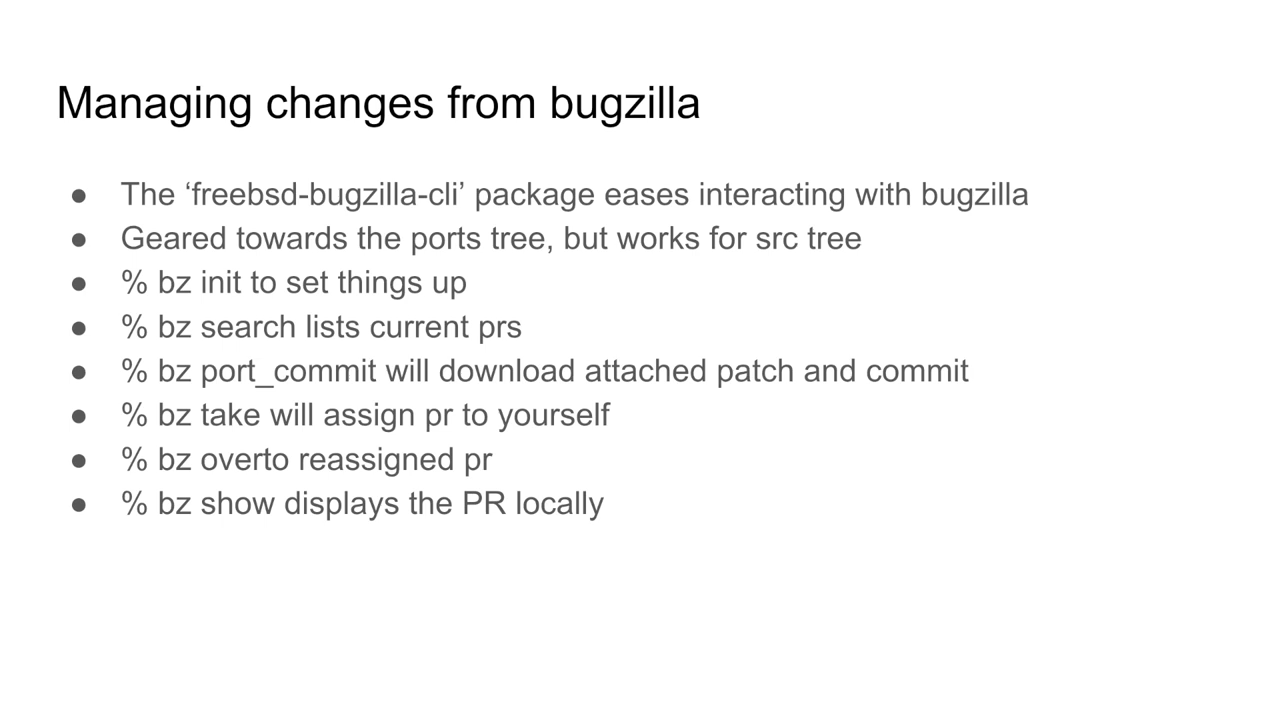 Managing changes from bugzilla
● The ‘freebsd-bugzilla-cli’ package eases interacting with bugzilla
● Geared towards the ports tree, but works for src tree
● % bz init to set things up
● % bz search lists current prs
● % bz port_commit will download attached patch and commit
● % bz take will assign pr to yourself
● % bz overto reassigned pr
● % bz show displays the PR locally